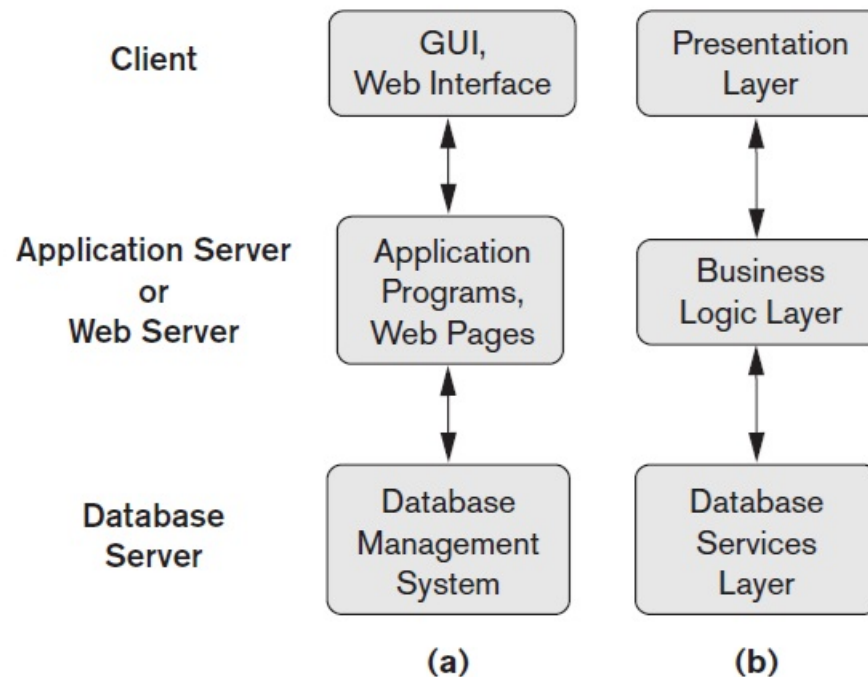 Client
GUI,
Web Interface
Presentation
Layer
Application Server
or
Web Server
Application
Programs,
Web Pages
Business
Logic Layer
Database
Server
Database
Management
System
Database
Services
Layer
(a)
(b)